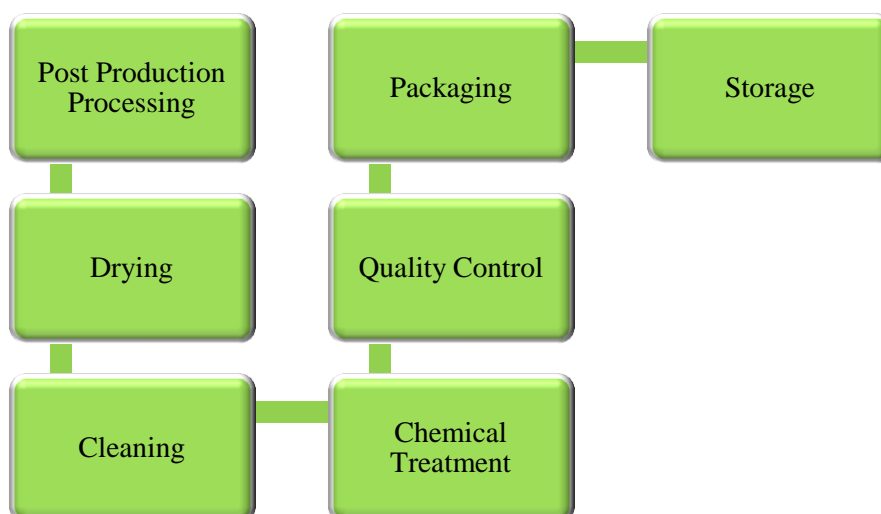 Post Production
Processing
Drying
Cleaning
Chemical
Treatment
Quality Control
Packaging
Storage